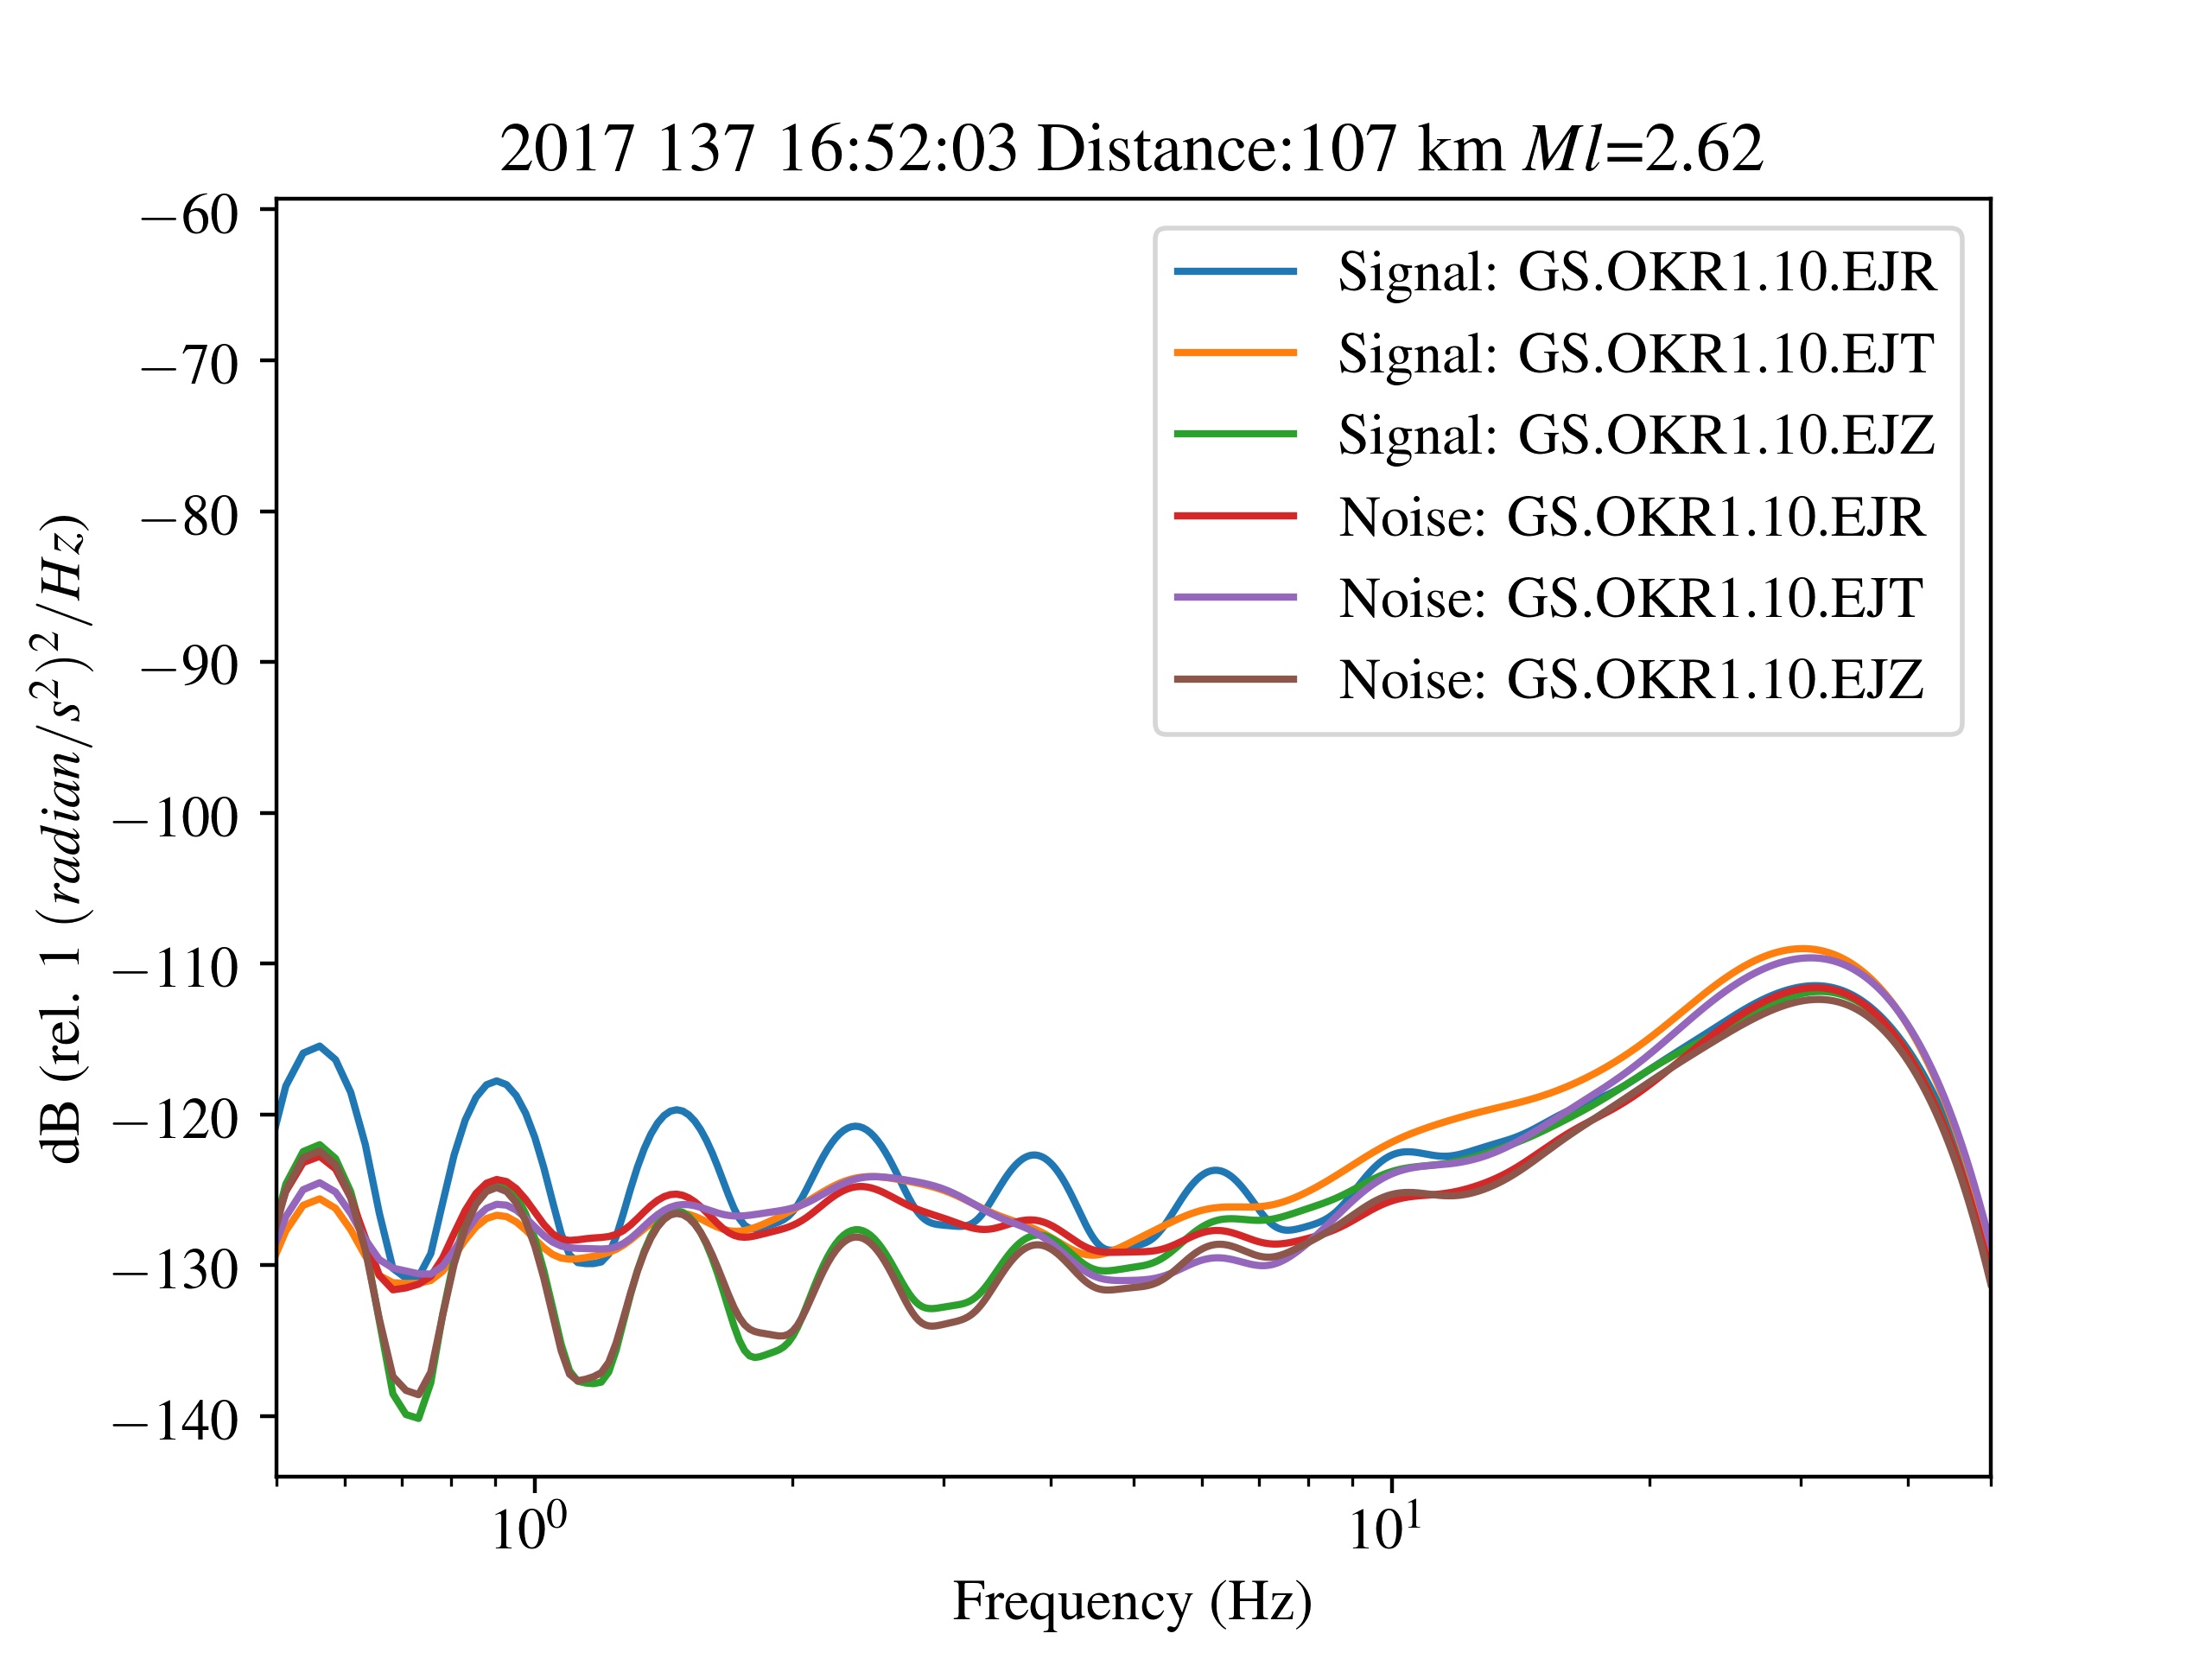 2017 137 16:52:03 Distance:107 km Ml=2.62
dB (rel. 1 (radian/s²)²/Hz)
−60
−70
−80
−90
−100
−110
−120
−130
−140
Signal: GS.OKR1.10.EJR
Signal: GS.OKR1.10.EJT
Signal: GS.OKR1.10.EJZ
Noise: GS.OKR1.10.EJR
Noise: GS.OKR1.10.EJT
Noise: GS.OKR1.10.EJZ
10⁰ 10¹
Frequency (Hz)